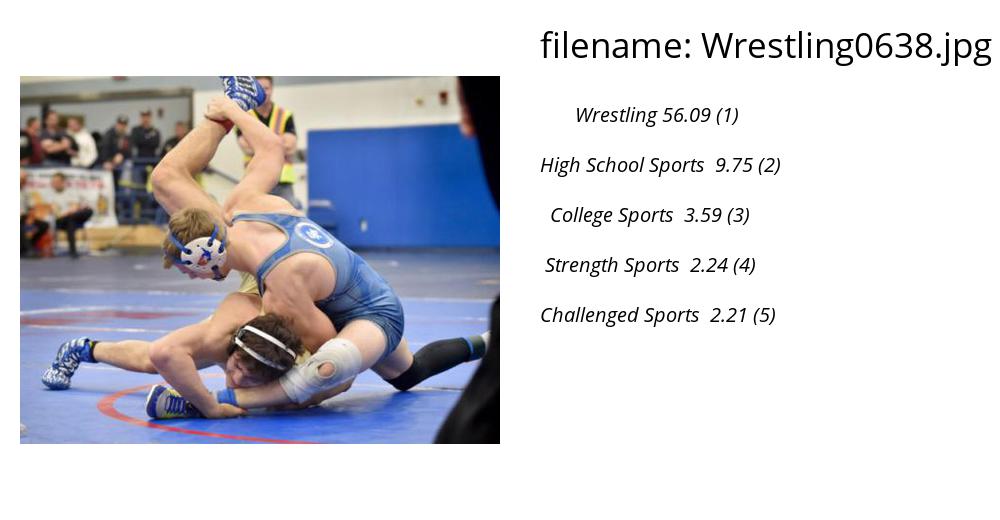 filename: Wrestling0638.jpg
Wrestling 56.09 (1)
High School Sports 9.75 (2)
College Sports 3.59 (3)
Strength Sports 2.24 (4)
Challenged Sports 2.21 (5)